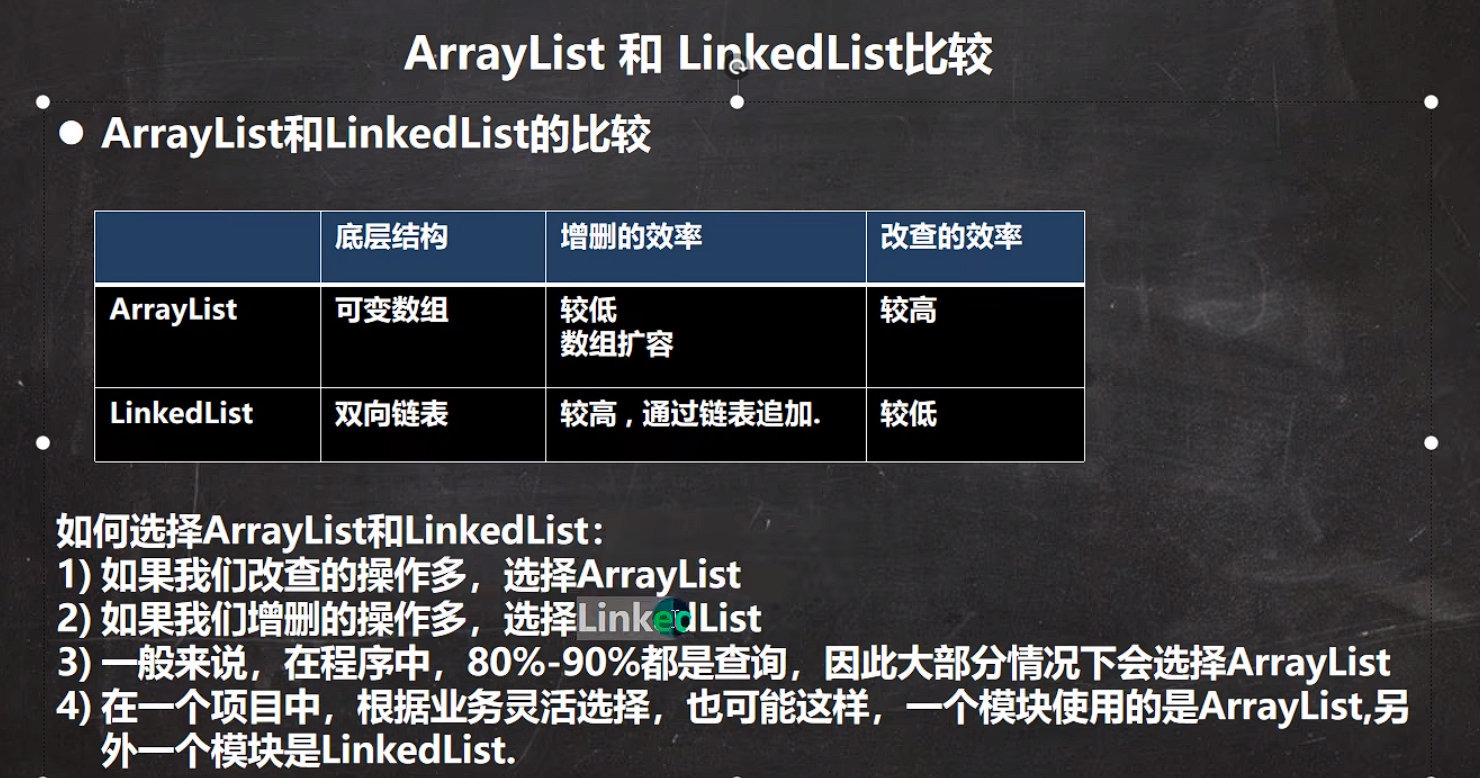 ArrayList 和 LinkedList比较
● ArrayList和LinkedList的比较
底层结构 增删的效率 改查的效率
ArrayList 可变数组 较低 较高
数组扩容
LinkedList 双向链表 较高，通过链表追加. 较低
如何选择ArrayList和LinkedList：
1) 如果我们改查的操作多，选择ArrayList
2) 如果我们增删的操作多，选择LinkedList
3) 一般来说，在程序中，80%-90%都是查询，因此大部分情况下会选择ArrayList
4) 在一个项目中，根据业务灵活选择，也可能这样，一个模块使用的是ArrayList,另
外一个模块是LinkedList.